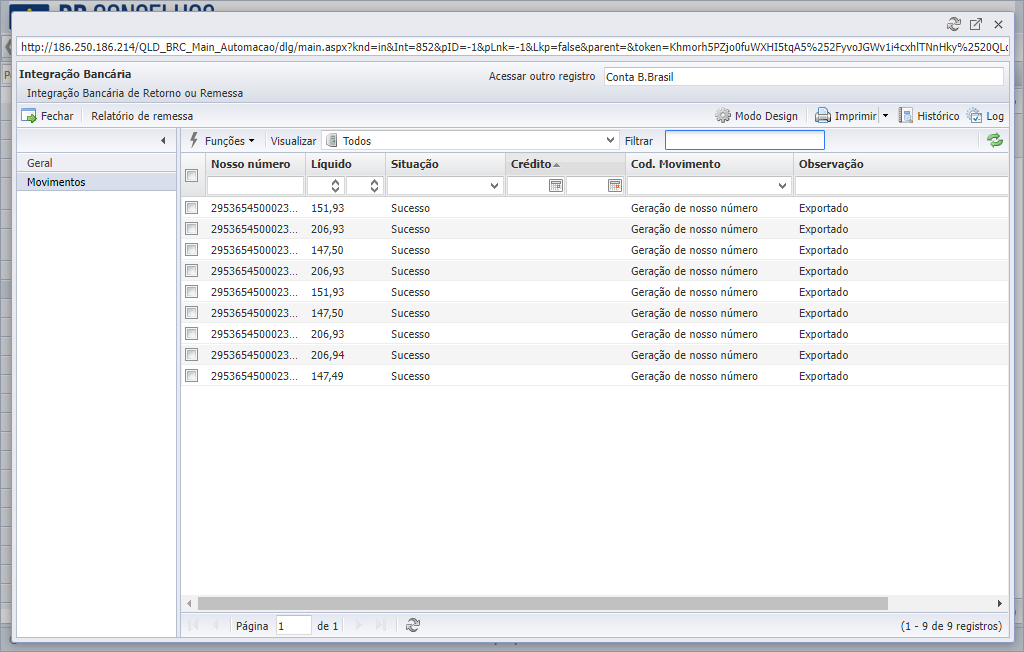 http://186.250.186.214/QLD_BRC_Main_Automacao/dlg/main.aspx?knd=in&Int=852&pID=-1&pLnk=-1&Lkp=false&parent=&token=Khmorh5PZjo0fuWXHI5tqA5%252FyvoJGWv1i4cxhlTNnHky%2520QLd
Integração Bancária
Acessar outro registro Conta B.Brasil
Integração Bancária de Retorno ou Remessa
Fechar Relatório de remessa Modo Design Imprimir Histórico Log
Funções Visualizar Todos Filtrar
Geral
Movimentos
Nosso número Líquido Situação Crédito Cod. Movimento Observação
2953654500023... 151,93 Sucesso Geração de nosso número Exportado
2953654500023... 206,93 Sucesso Geração de nosso número Exportado
2953654500023... 147,50 Sucesso Geração de nosso número Exportado
2953654500023... 206,93 Sucesso Geração de nosso número Exportado
2953654500023... 151,93 Sucesso Geração de nosso número Exportado
2953654500023... 147,50 Sucesso Geração de nosso número Exportado
2953654500023... 206,93 Sucesso Geração de nosso número Exportado
2953654500023... 206,94 Sucesso Geração de nosso número Exportado
2953654500023... 147,49 Sucesso Geração de nosso número Exportado
Página 1 de 1 (1 - 9 de 9 registros)